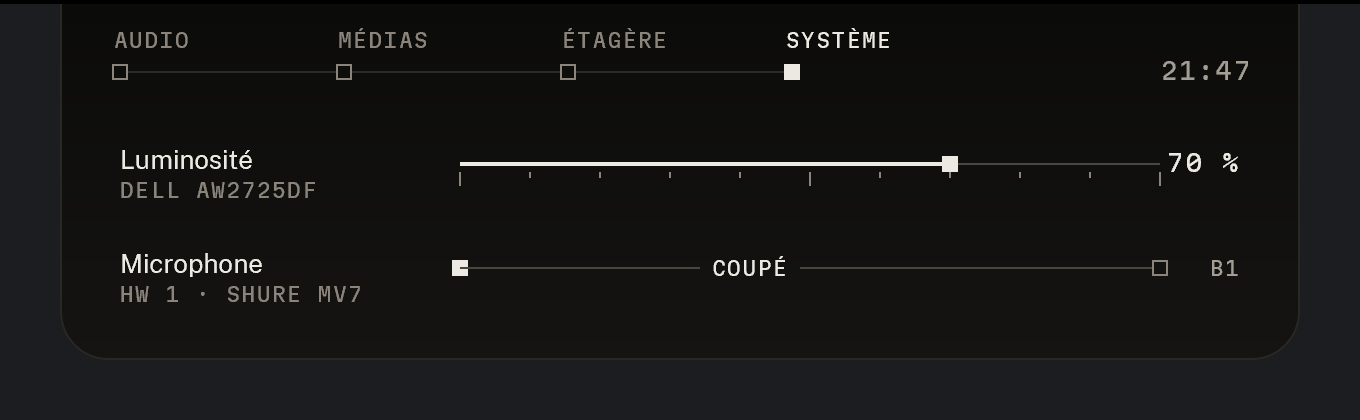 AUDIO MÉDIAS ÉTAGÈRE SYSTÈME
21:47
Luminosité
70 %
DELL AW2725DF
Microphone
COUPÉ B1
HW 1 · SHURE MV7